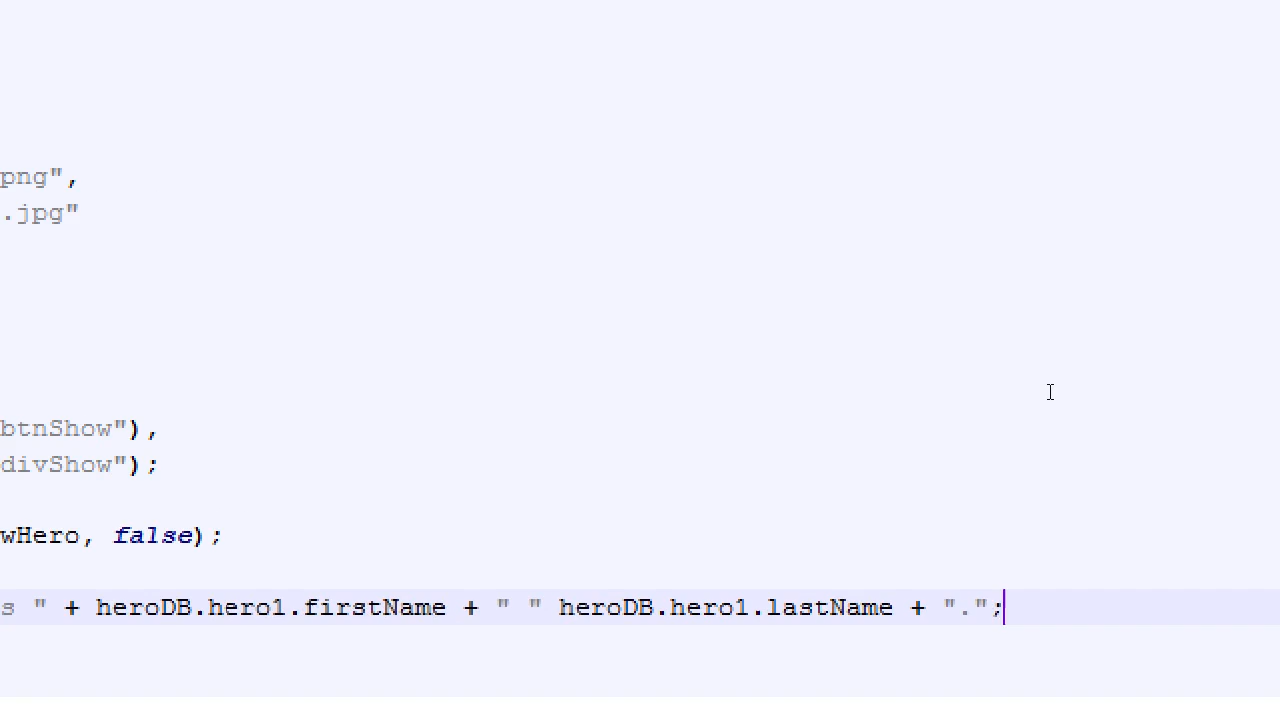 png",
.jpg"
btnShow"),
divShow");
wHero, false);
s " + heroDB.hero1.firstName + " " heroDB.hero1.lastName + ".";